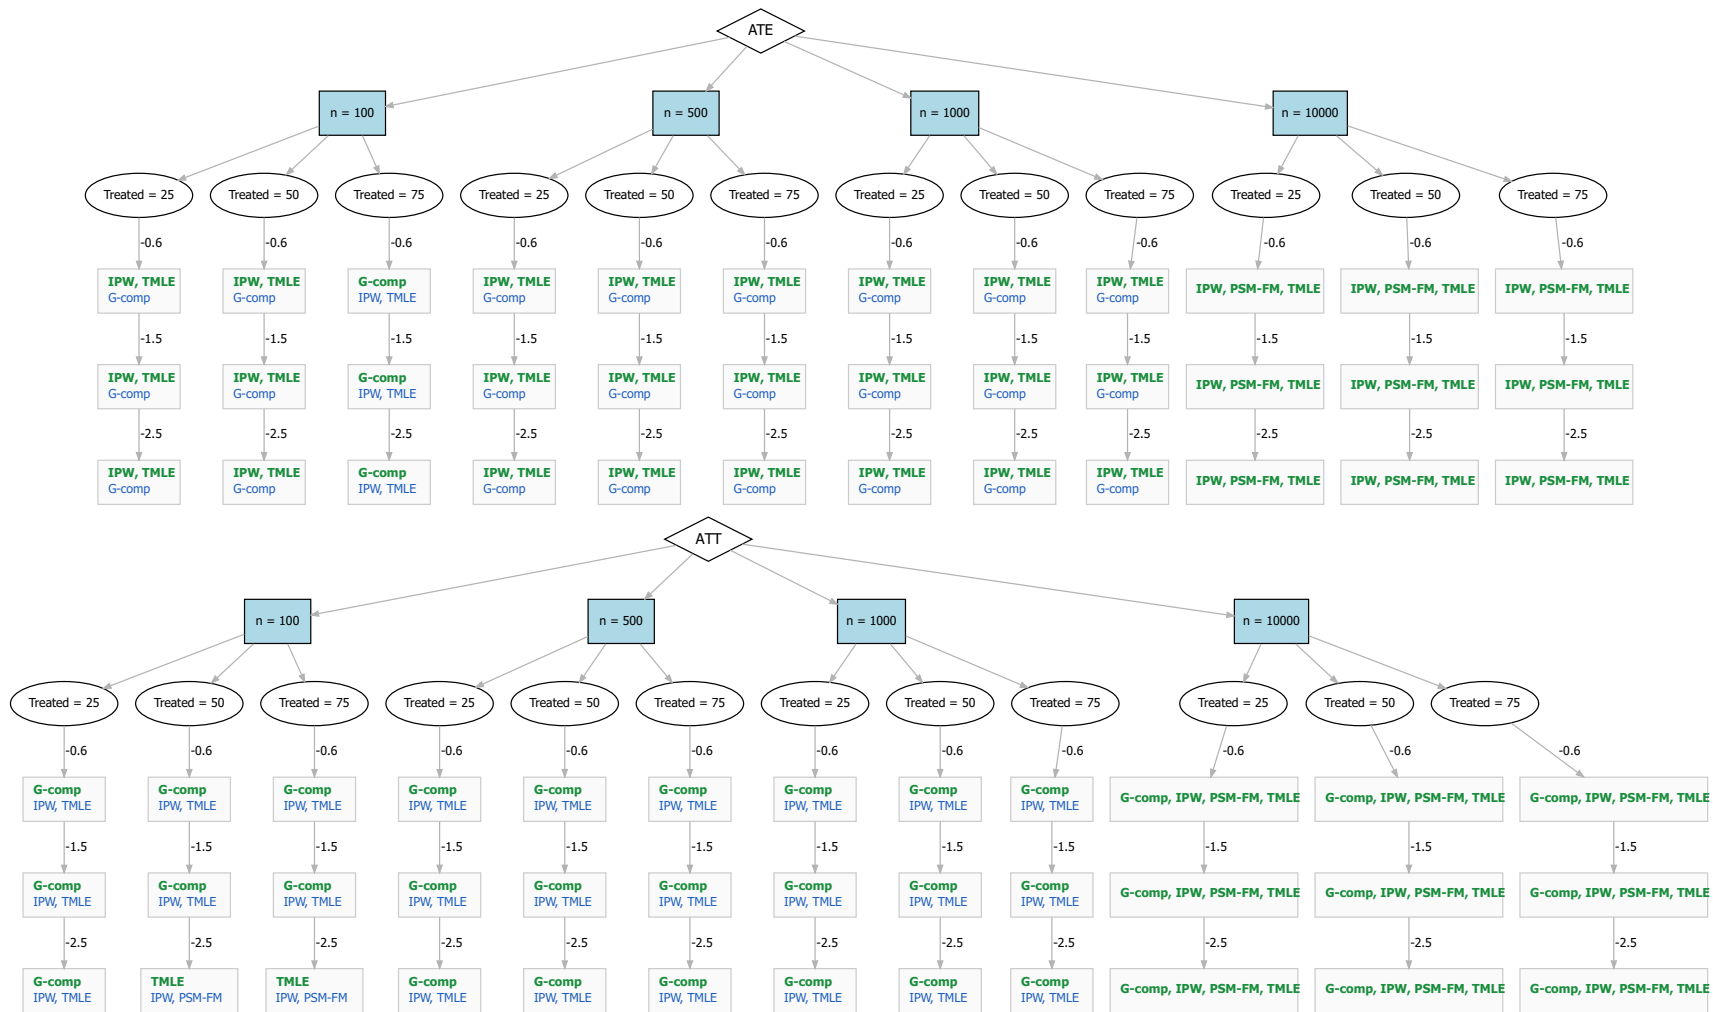 ATE
n = 100
n = 500
n = 1000
n = 10000
Treated = 25
Treated = 50
Treated = 75
Treated = 25
Treated = 50
Treated = 75
Treated = 25
Treated = 50
Treated = 75
Treated = 25
Treated = 50
Treated = 75
-0.6
-0.6
-0.6
-0.6
-0.6
-0.6
-0.6
-0.6
-0.6
-0.6
-0.6
-0.6
IPW, TMLE
G-comp
IPW, TMLE
G-comp
G-comp
IPW, TMLE
IPW, TMLE
G-comp
IPW, TMLE
G-comp
IPW, TMLE
G-comp
IPW, TMLE
G-comp
IPW, TMLE
G-comp
IPW, TMLE
G-comp
IPW, PSM-FM, TMLE
IPW, PSM-FM, TMLE
IPW, PSM-FM, TMLE
-1.5
-1.5
-1.5
-1.5
-1.5
-1.5
-1.5
-1.5
-1.5
-1.5
-1.5
-1.5
IPW, TMLE
G-comp
IPW, TMLE
G-comp
G-comp
IPW, TMLE
IPW, TMLE
G-comp
IPW, TMLE
G-comp
IPW, TMLE
G-comp
IPW, TMLE
G-comp
IPW, TMLE
G-comp
IPW, TMLE
G-comp
IPW, PSM-FM, TMLE
IPW, PSM-FM, TMLE
IPW, PSM-FM, TMLE
-2.5
-2.5
-2.5
-2.5
-2.5
-2.5
-2.5
-2.5
-2.5
-2.5
-2.5
-2.5
IPW, TMLE
G-comp
IPW, TMLE
G-comp
G-comp
IPW, TMLE
IPW, TMLE
G-comp
IPW, TMLE
G-comp
IPW, TMLE
G-comp
IPW, TMLE
G-comp
IPW, TMLE
G-comp
IPW, TMLE
G-comp
IPW, PSM-FM, TMLE
IPW, PSM-FM, TMLE
IPW, PSM-FM, TMLE
ATT
n = 100
n = 500
n = 1000
n = 10000
Treated = 25
Treated = 50
Treated = 75
Treated = 25
Treated = 50
Treated = 75
Treated = 25
Treated = 50
Treated = 75
Treated = 25
Treated = 50
Treated = 75
-0.6
-0.6
-0.6
-0.6
-0.6
-0.6
-0.6
-0.6
-0.6
-0.6
-0.6
-0.6
G-comp
IPW, TMLE
G-comp
IPW, TMLE
G-comp
IPW, TMLE
G-comp
IPW, TMLE
G-comp
IPW, TMLE
G-comp
IPW, TMLE
G-comp
IPW, TMLE
G-comp
IPW, TMLE
G-comp
IPW, TMLE
G-comp, IPW, PSM-FM, TMLE
G-comp, IPW, PSM-FM, TMLE
G-comp, IPW, PSM-FM, TMLE
-1.5
-1.5
-1.5
-1.5
-1.5
-1.5
-1.5
-1.5
-1.5
-1.5
-1.5
-1.5
G-comp
IPW, TMLE
G-comp
IPW, TMLE
G-comp
IPW, TMLE
G-comp
IPW, TMLE
G-comp
IPW, TMLE
G-comp
IPW, TMLE
G-comp
IPW, TMLE
G-comp
IPW, TMLE
G-comp
IPW, TMLE
G-comp, IPW, PSM-FM, TMLE
G-comp, IPW, PSM-FM, TMLE
G-comp, IPW, PSM-FM, TMLE
-2.5
-2.5
-2.5
-2.5
-2.5
-2.5
-2.5
-2.5
-2.5
-2.5
-2.5
-2.5
G-comp
IPW, TMLE
TMLE
IPW, PSM-FM
TMLE
IPW, PSM-FM
G-comp
IPW, TMLE
G-comp
IPW, TMLE
G-comp
IPW, TMLE
G-comp
IPW, TMLE
G-comp
IPW, TMLE
G-comp
IPW, TMLE
G-comp, IPW, PSM-FM, TMLE
G-comp, IPW, PSM-FM, TMLE
G-comp, IPW, PSM-FM, TMLE